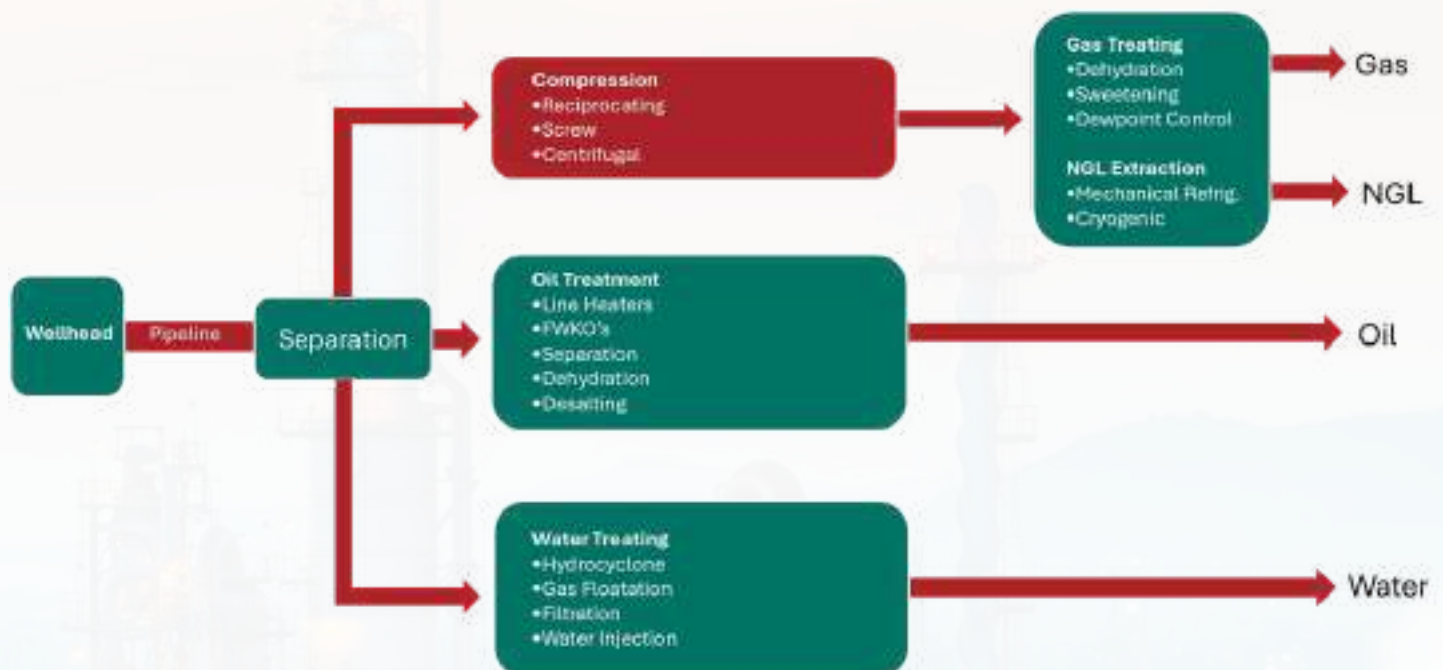 Wellhead
Pipeline
Separation
Compression
•Reciprocating
•Screw
•Centrifugal
Gas Treating
•Dehydration
•Sweetening
•Dewpoint Control
NGL Extraction
•Mechanical Refrig.
•Cryogenic
Gas
NGL
Oil Treatment
•Line Heaters
•FWKO's
•Separation
•Dehydration
•Desalting
Oil
Water Treating
•Hydrocyclone
•Gas Floatation
•Filtration
•Water Injection
Water